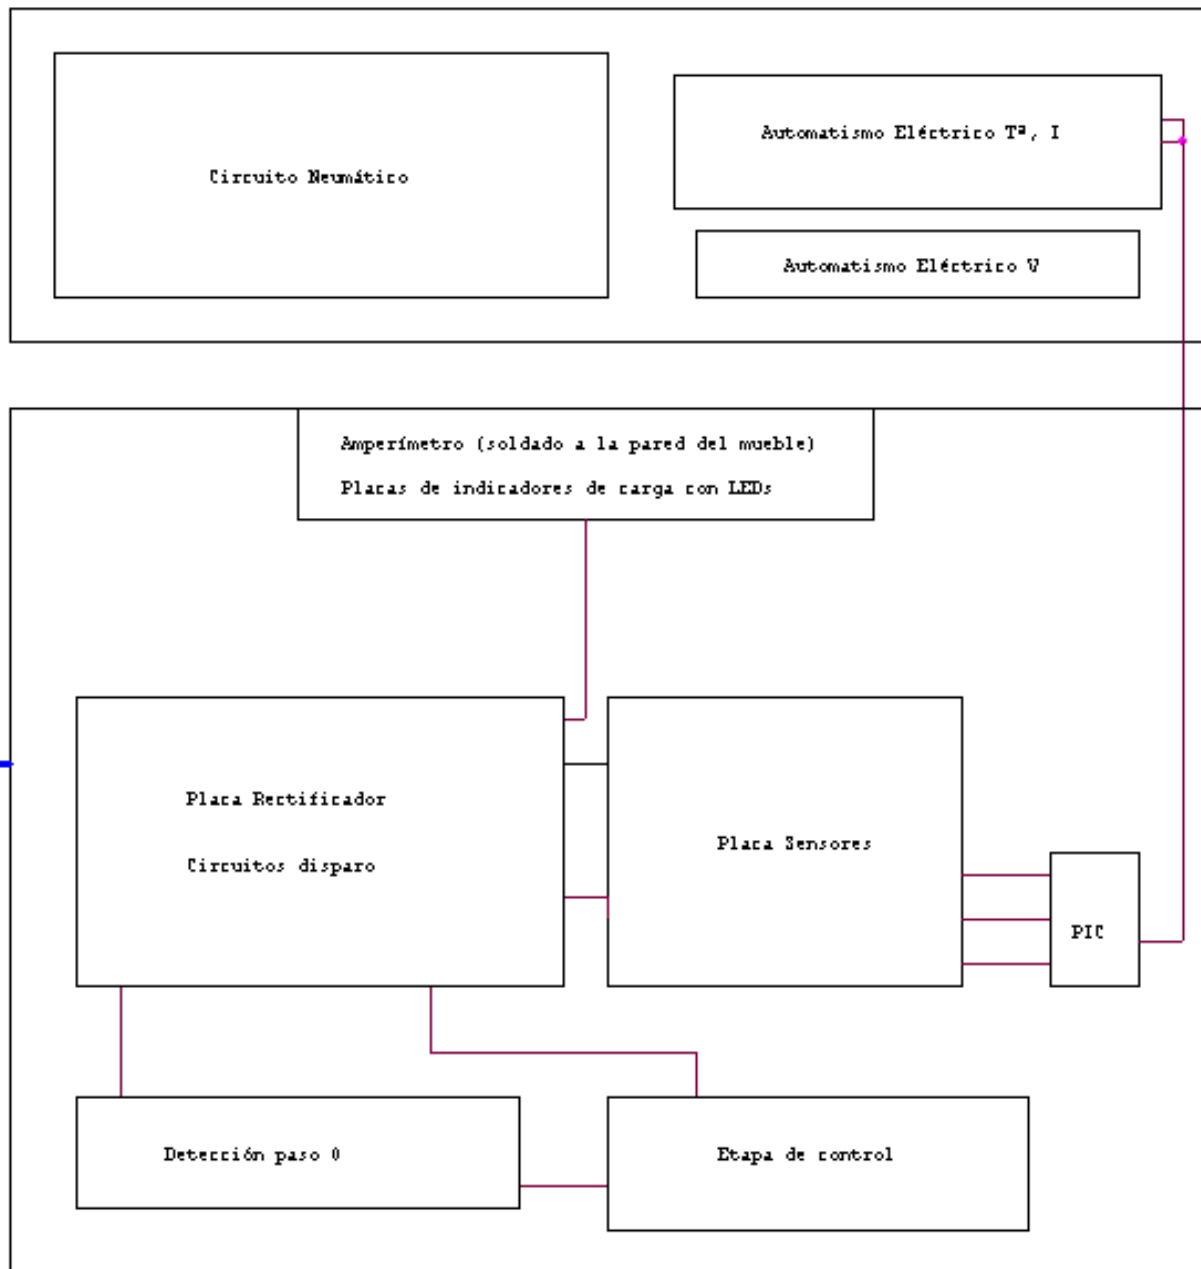 Automatismo Eléctrico Tª, I
Circuito Neumático
Automatismo Eléctrico V
Amperímetro (soldado a la pared del mueble)
Placas de indicadores de carga con LEDs
Placa Rectificador
Circuitos disparo
Placa Sensores
PIC
Detección paso 0
Etapa de control